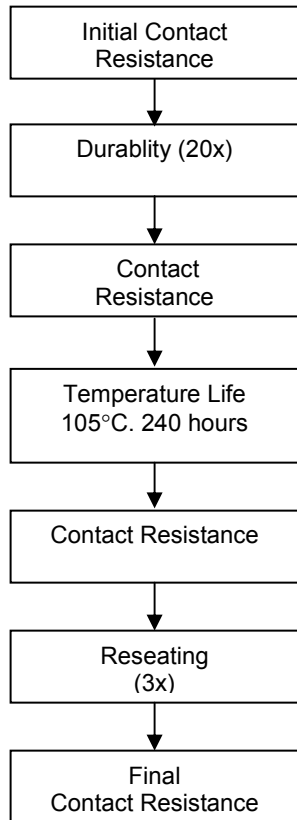 Initial Contact
Resistance
Durablity (20x)
Contact
Resistance
Temperature Life
105°C. 240 hours
Contact Resistance
Reseating
(3x)
Final
Contact Resistance